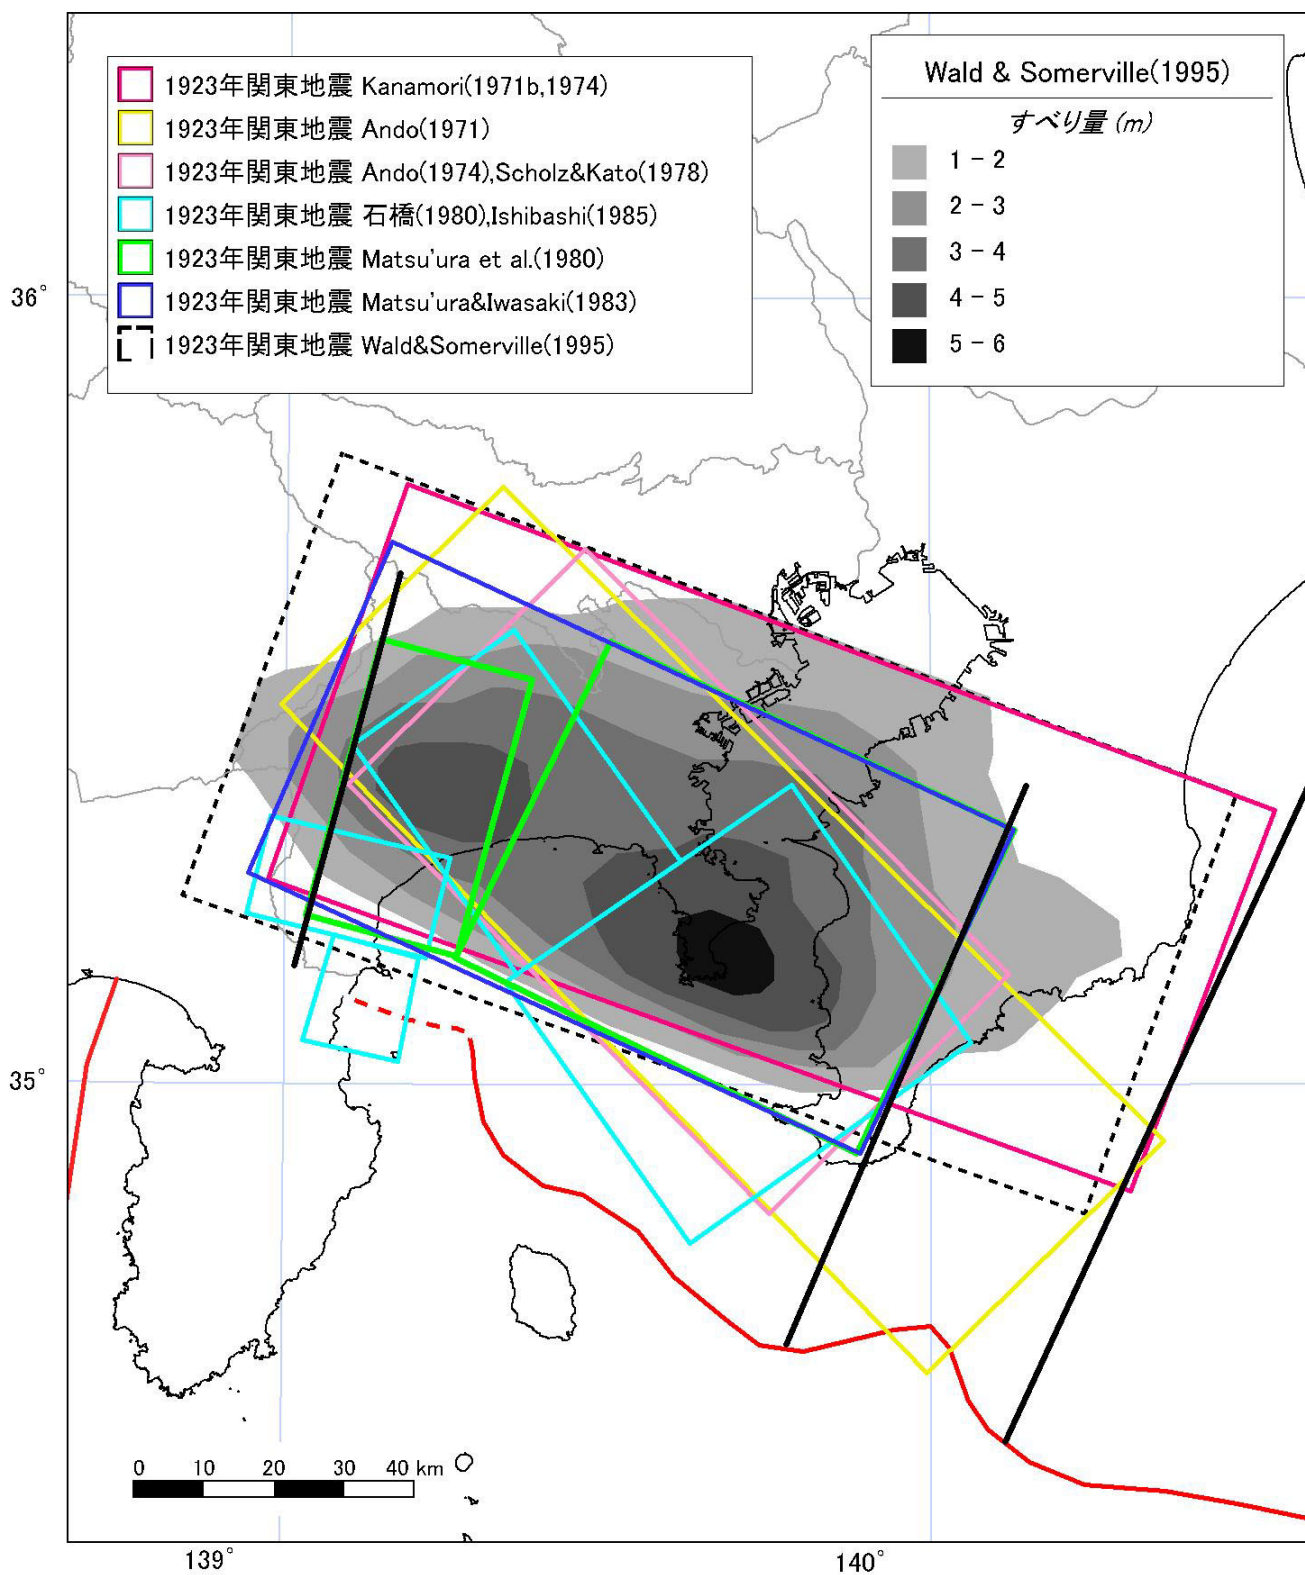 1923年関東地震 Kanamori(1971b,1974)
1923年関東地震 Ando(1971)
1923年関東地震 Ando(1974),Scholz&Kato(1978)
1923年関東地震 石橋(1980),Ishibashi(1985)
1923年関東地震 Matsu'ura et al.(1980)
1923年関東地震 Matsu'ura&Iwasaki(1983)
1923年関東地震 Wald&Somerville(1995)
Wald & Somerville(1995)
すべり量 (m)
1 - 2
2 - 3
3 - 4
4 - 5
5 - 6
36°
35°
0 10 20 30 40 km
139°
140°